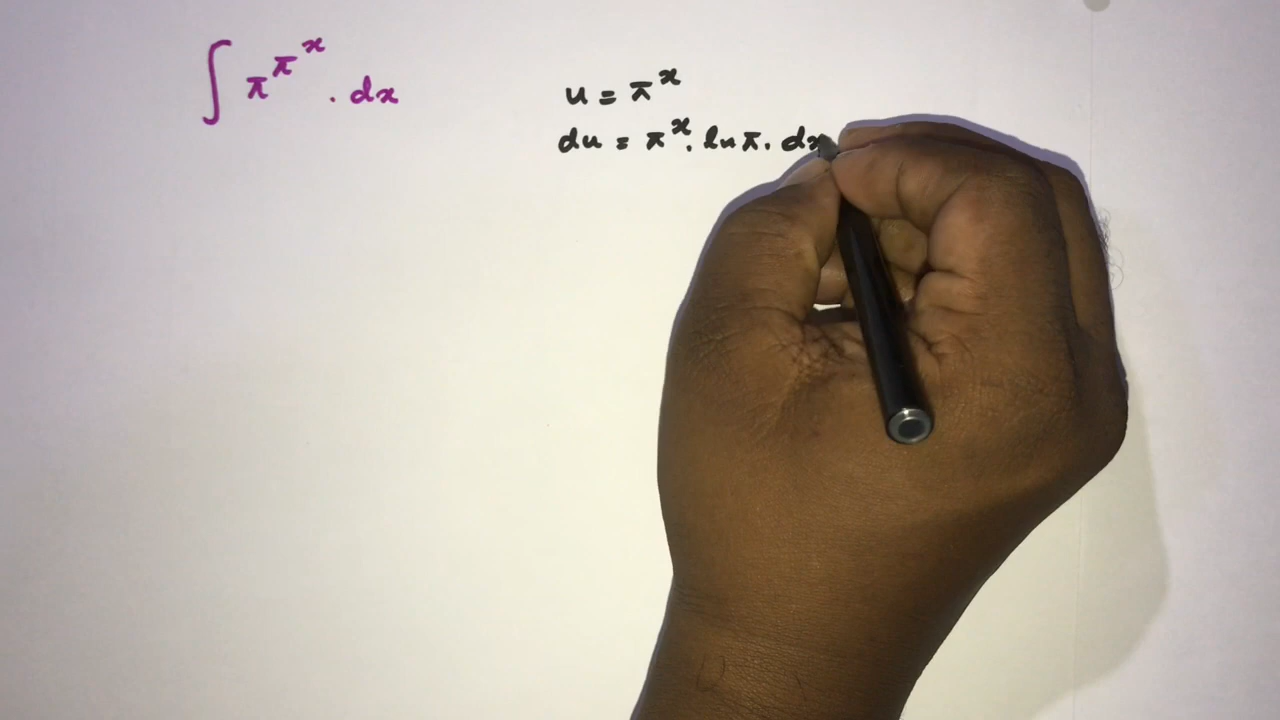 ∫ π^π^x . dx
u = π^x
du = π^x . ln π . dx